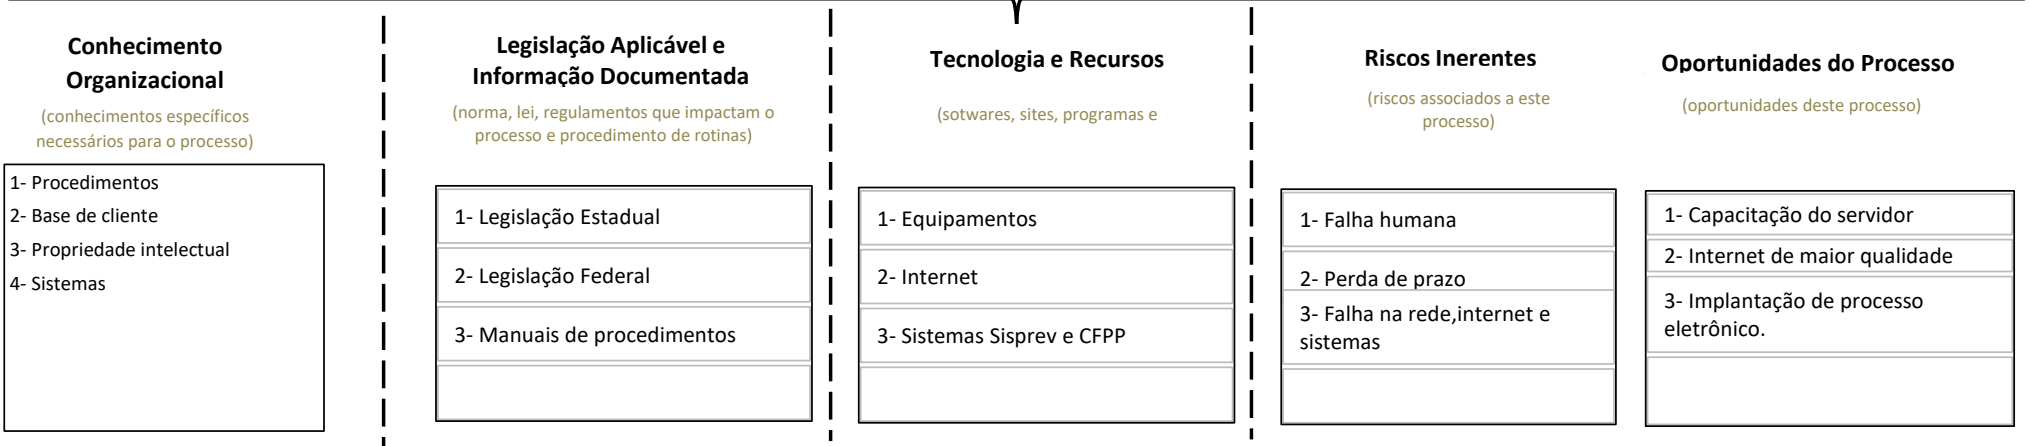 Conhecimento
Organizacional
(conhecimentos específicos
necessários para o processo)
1- Procedimentos
2- Base de cliente
3- Propriedade intelectual
4- Sistemas
Legislação Aplicável e
Informação Documentada
(norma, lei, regulamentos que impactam o
processo e procedimento de rotinas)
1- Legislação Estadual
2- Legislação Federal
3- Manuais de procedimentos
Tecnologia e Recursos
(sotwares, sites, programas e
1- Equipamentos
2- Internet
3- Sistemas Sisprev e CFPP
Riscos Inerentes
(riscos associados a este
processo)
1- Falha humana
2- Perda de prazo
3- Falha na rede,internet e
sistemas
Oportunidades do Processo
(oportunidades deste processo)
1- Capacitação do servidor
2- Internet de maior qualidade
3- Implantação de processo
eletrônico.